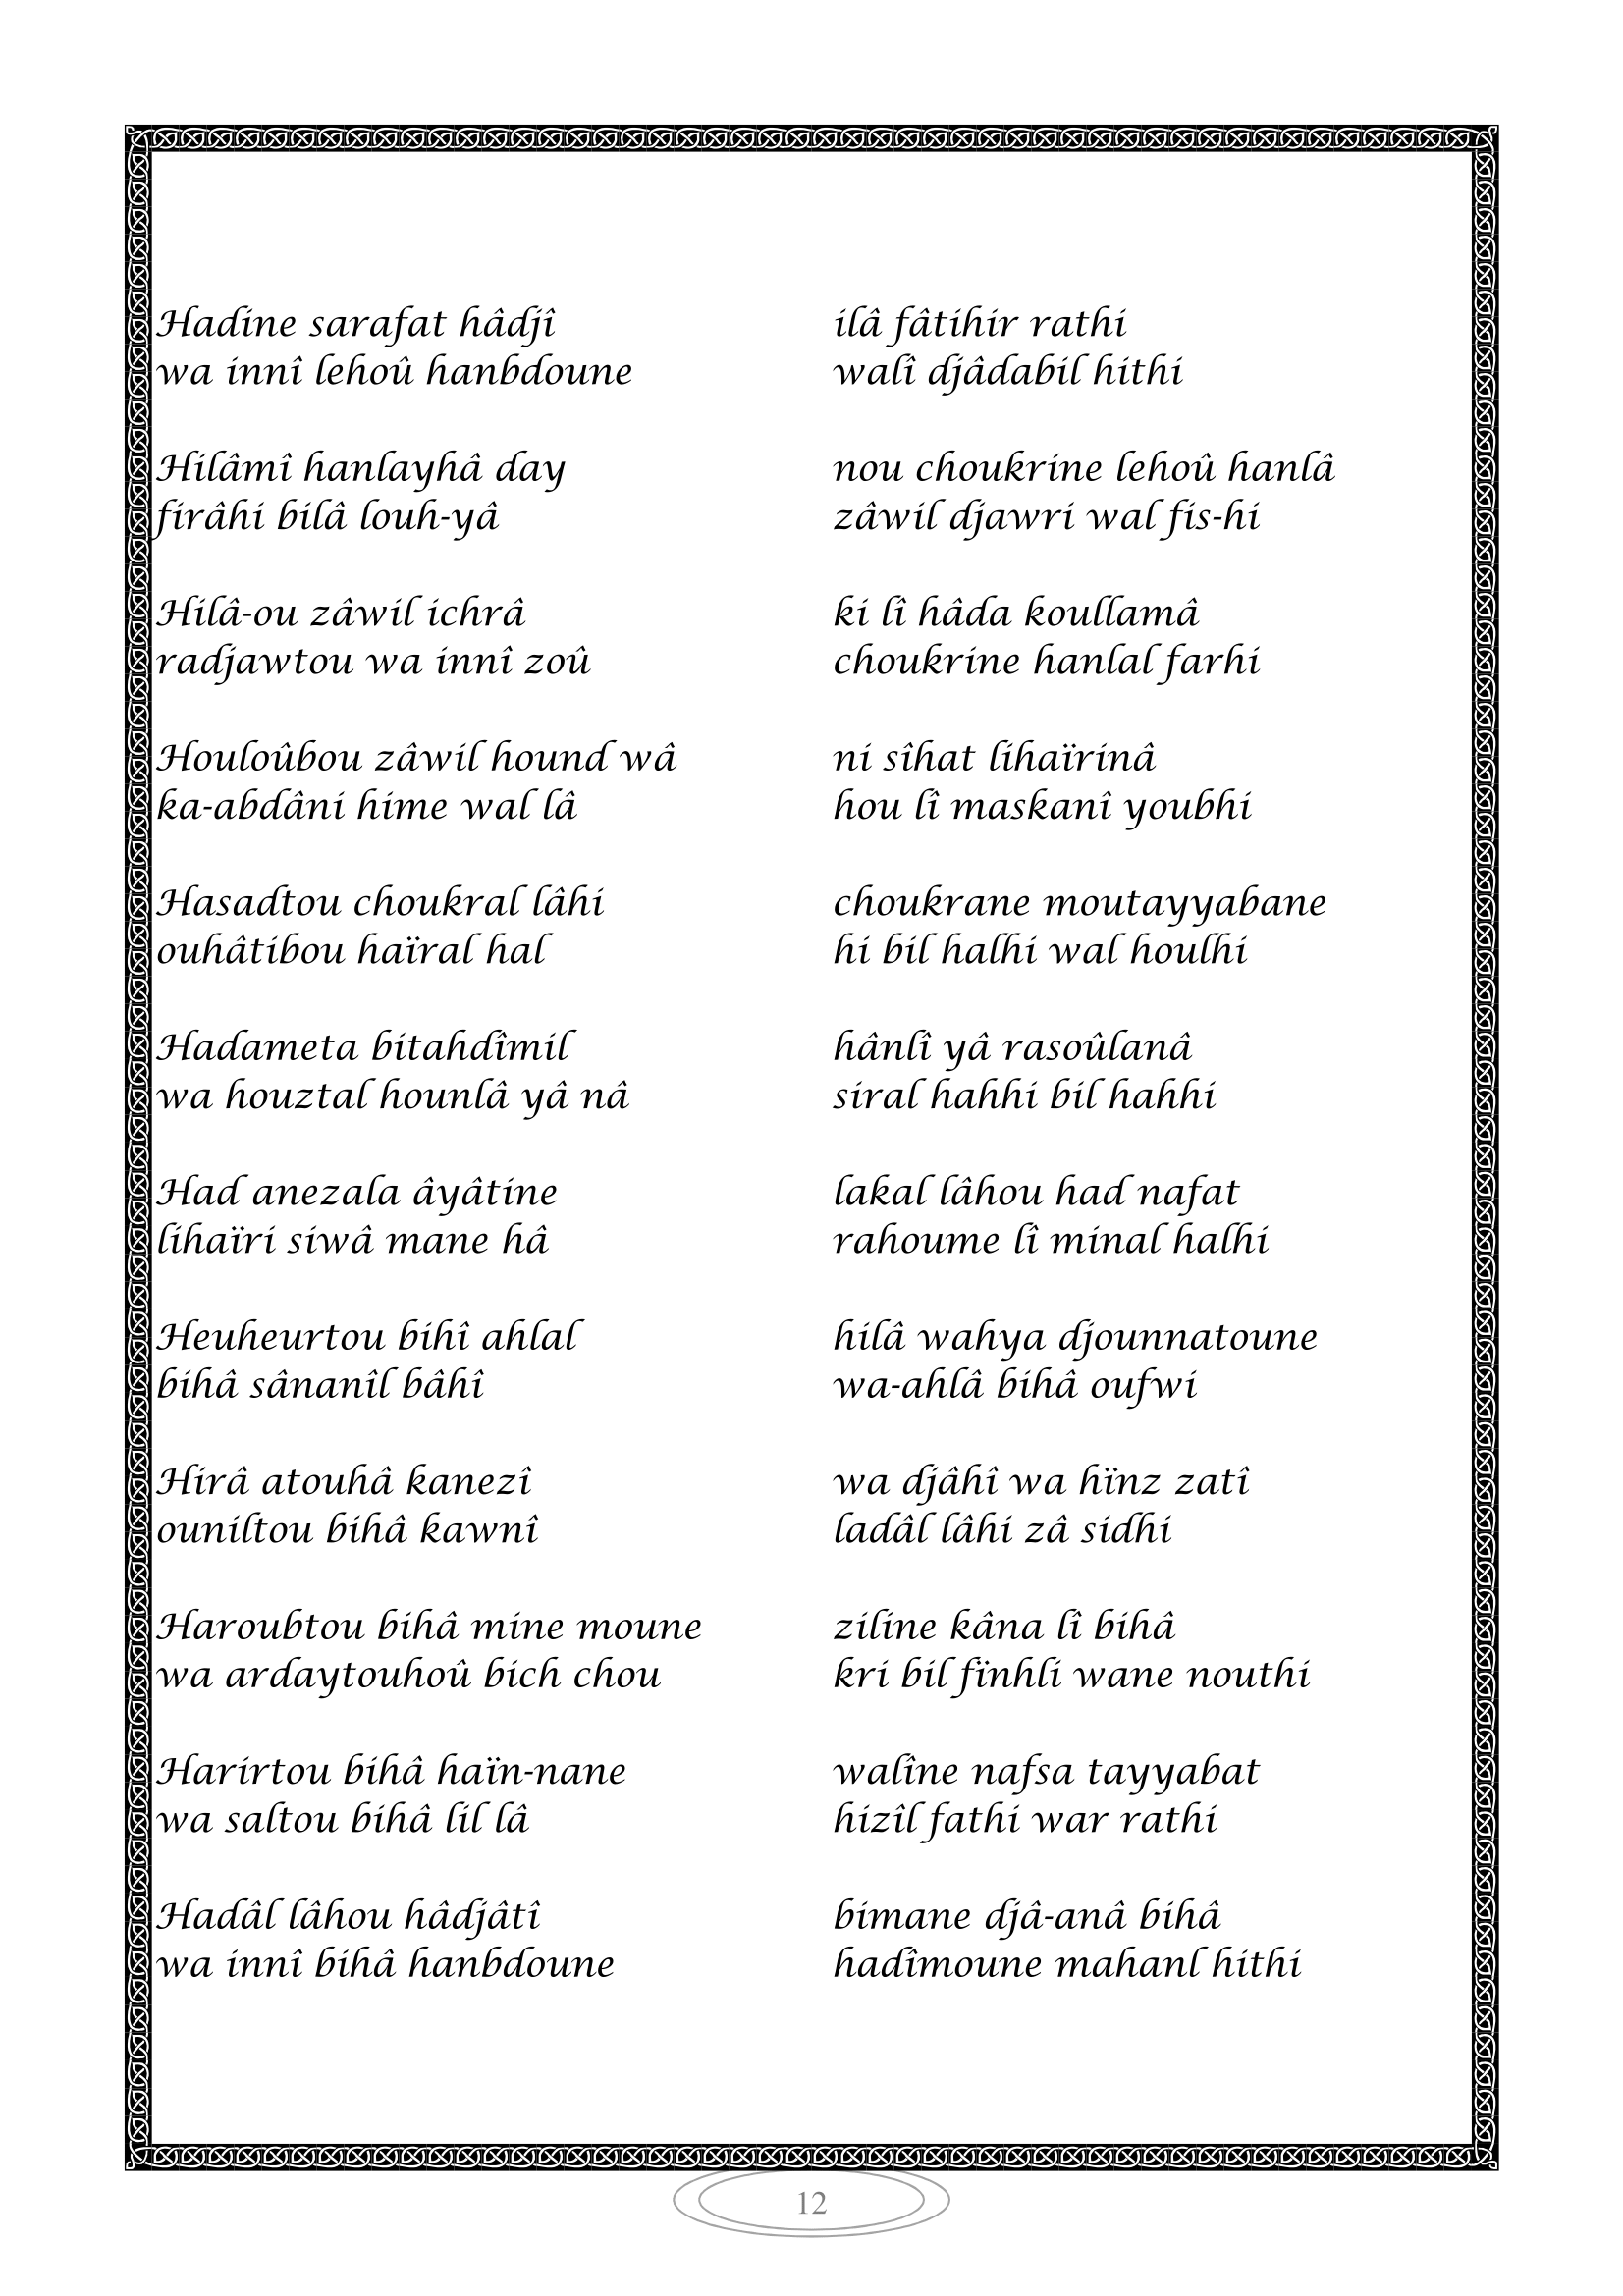 Hadine sarafat hâdjî ilâ fâtihir rathi
wa innî lehoû hanbdoune walî djâdabil hithi
Hilâmî hanlayhâ day nou choukrine lehoû hanlâ
firâhi bilâ louh-yâ zâwil djawri wal fis-hi
Hilâ-ou zâwil ichrâ ki lî hâda koullamâ
radjawtou wa innî zoû choukrine hanlal farhi
Houloûbou zâwil hound wâ ni sîhat lihaïrinâ
ka-abdâni hime wal lâ hou lî maskanî youbhi
Hasadtou choukral lâhi choukrane moutayyabane
ouhâtibou haïral hal hi bil halhi wal houlhi
Hadameta bitahdîmil hânlî yâ rasoûlanâ
wa houztal hounlâ yâ nâ siral hahhi bil hahhi
Had anezala âyâtine lakal lâhou had nafat
lihaïri siwâ mane hâ rahoume lî minal halhi
Heuheurtou bihî ahlal hilâ wahya djounnatoune
bihâ sânanîl bâhî wa-ahlâ bihâ oufwi
Hirâ atouhâ kanezî wa djâhî wa hïnz zatî
ouniltou bihâ kawnî ladâl lâhi zâ sidhi
Haroubtou bihâ mine moune ziline kâna lî bihâ
wa ardaytouhoû bich chou kri bil fïnhli wane nouthi
Harirtou bihâ haïn-nane walîne nafsa tayyabat
wa saltou bihâ lil lâ hizîl fathi war rathi
Hadâl lâhou hâdjâtî bimane djâ-anâ bihâ
wa innî bihâ hanbdoune hadîmoune mahanl hithi
12